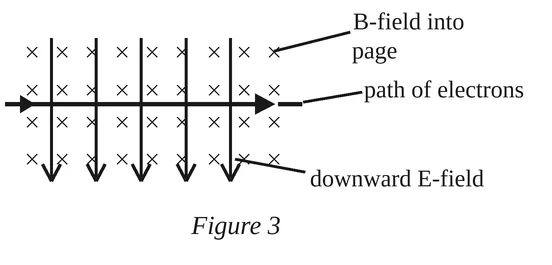 B-field into
page
path of electrons
downward E-field
Figure 3